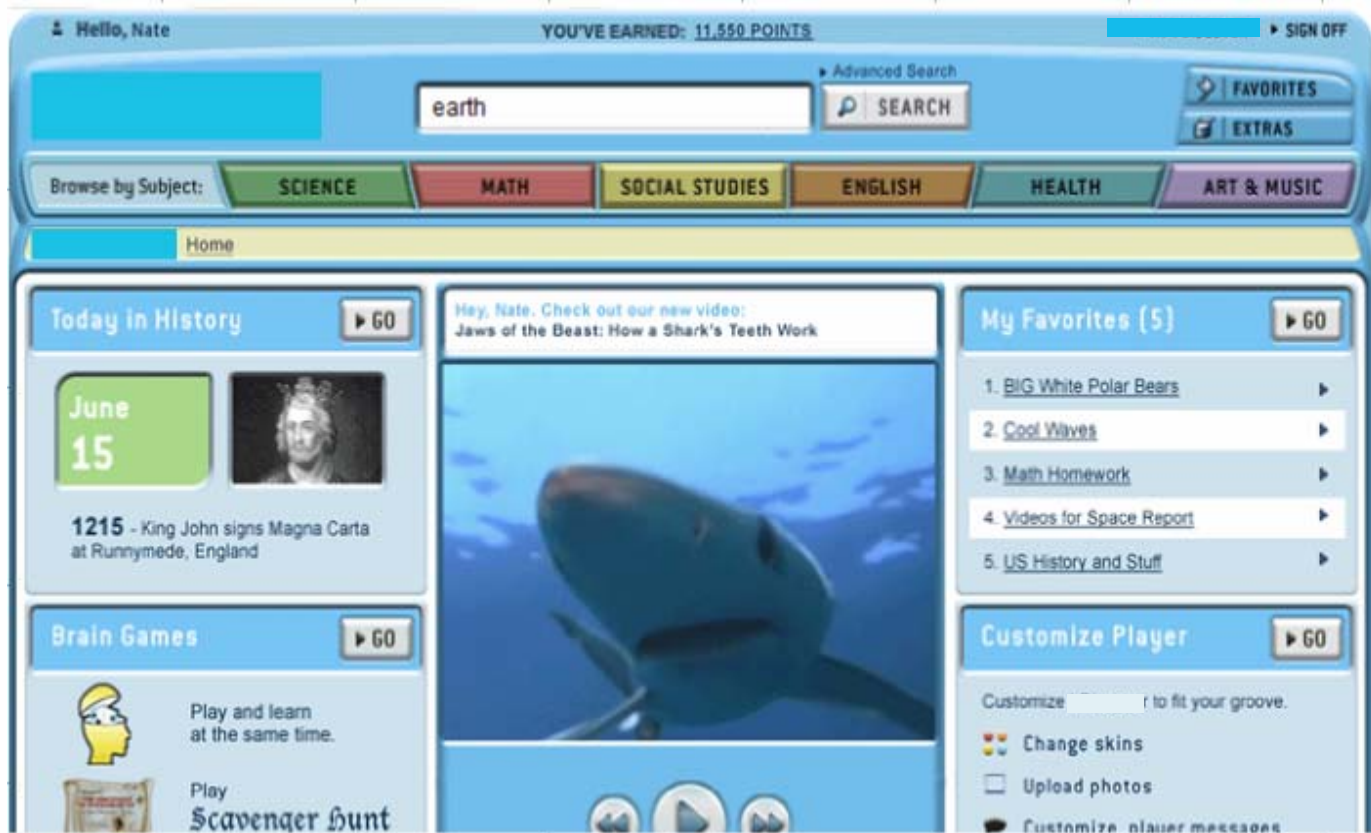 Hello, Nate
YOU'VE EARNED: 11,550 POINTS
SIGN OFF
earth
Advanced Search
SEARCH
FAVORITES
EXTRAS
Browse by Subject:
SCIENCE
MATH
SOCIAL STUDIES
ENGLISH
HEALTH
ART & MUSIC
Home
Today in History
GO
June
15
1215 - King John signs Magna Carta
at Runnymede, England
Brain Games
GO
Play and learn
at the same time.
Play
Scavenger Hunt
Hey, Nate. Check out our new video:
Jaws of the Beast: How a Shark's Teeth Work
My Favorites (5)
GO
1. BIG White Polar Bears
2. Cool Waves
3. Math Homework
4. Videos for Space Report
5. US History and Stuff
Customize Player
GO
Customize r to fit your groove.
Change skins
Upload photos
Customize player messages